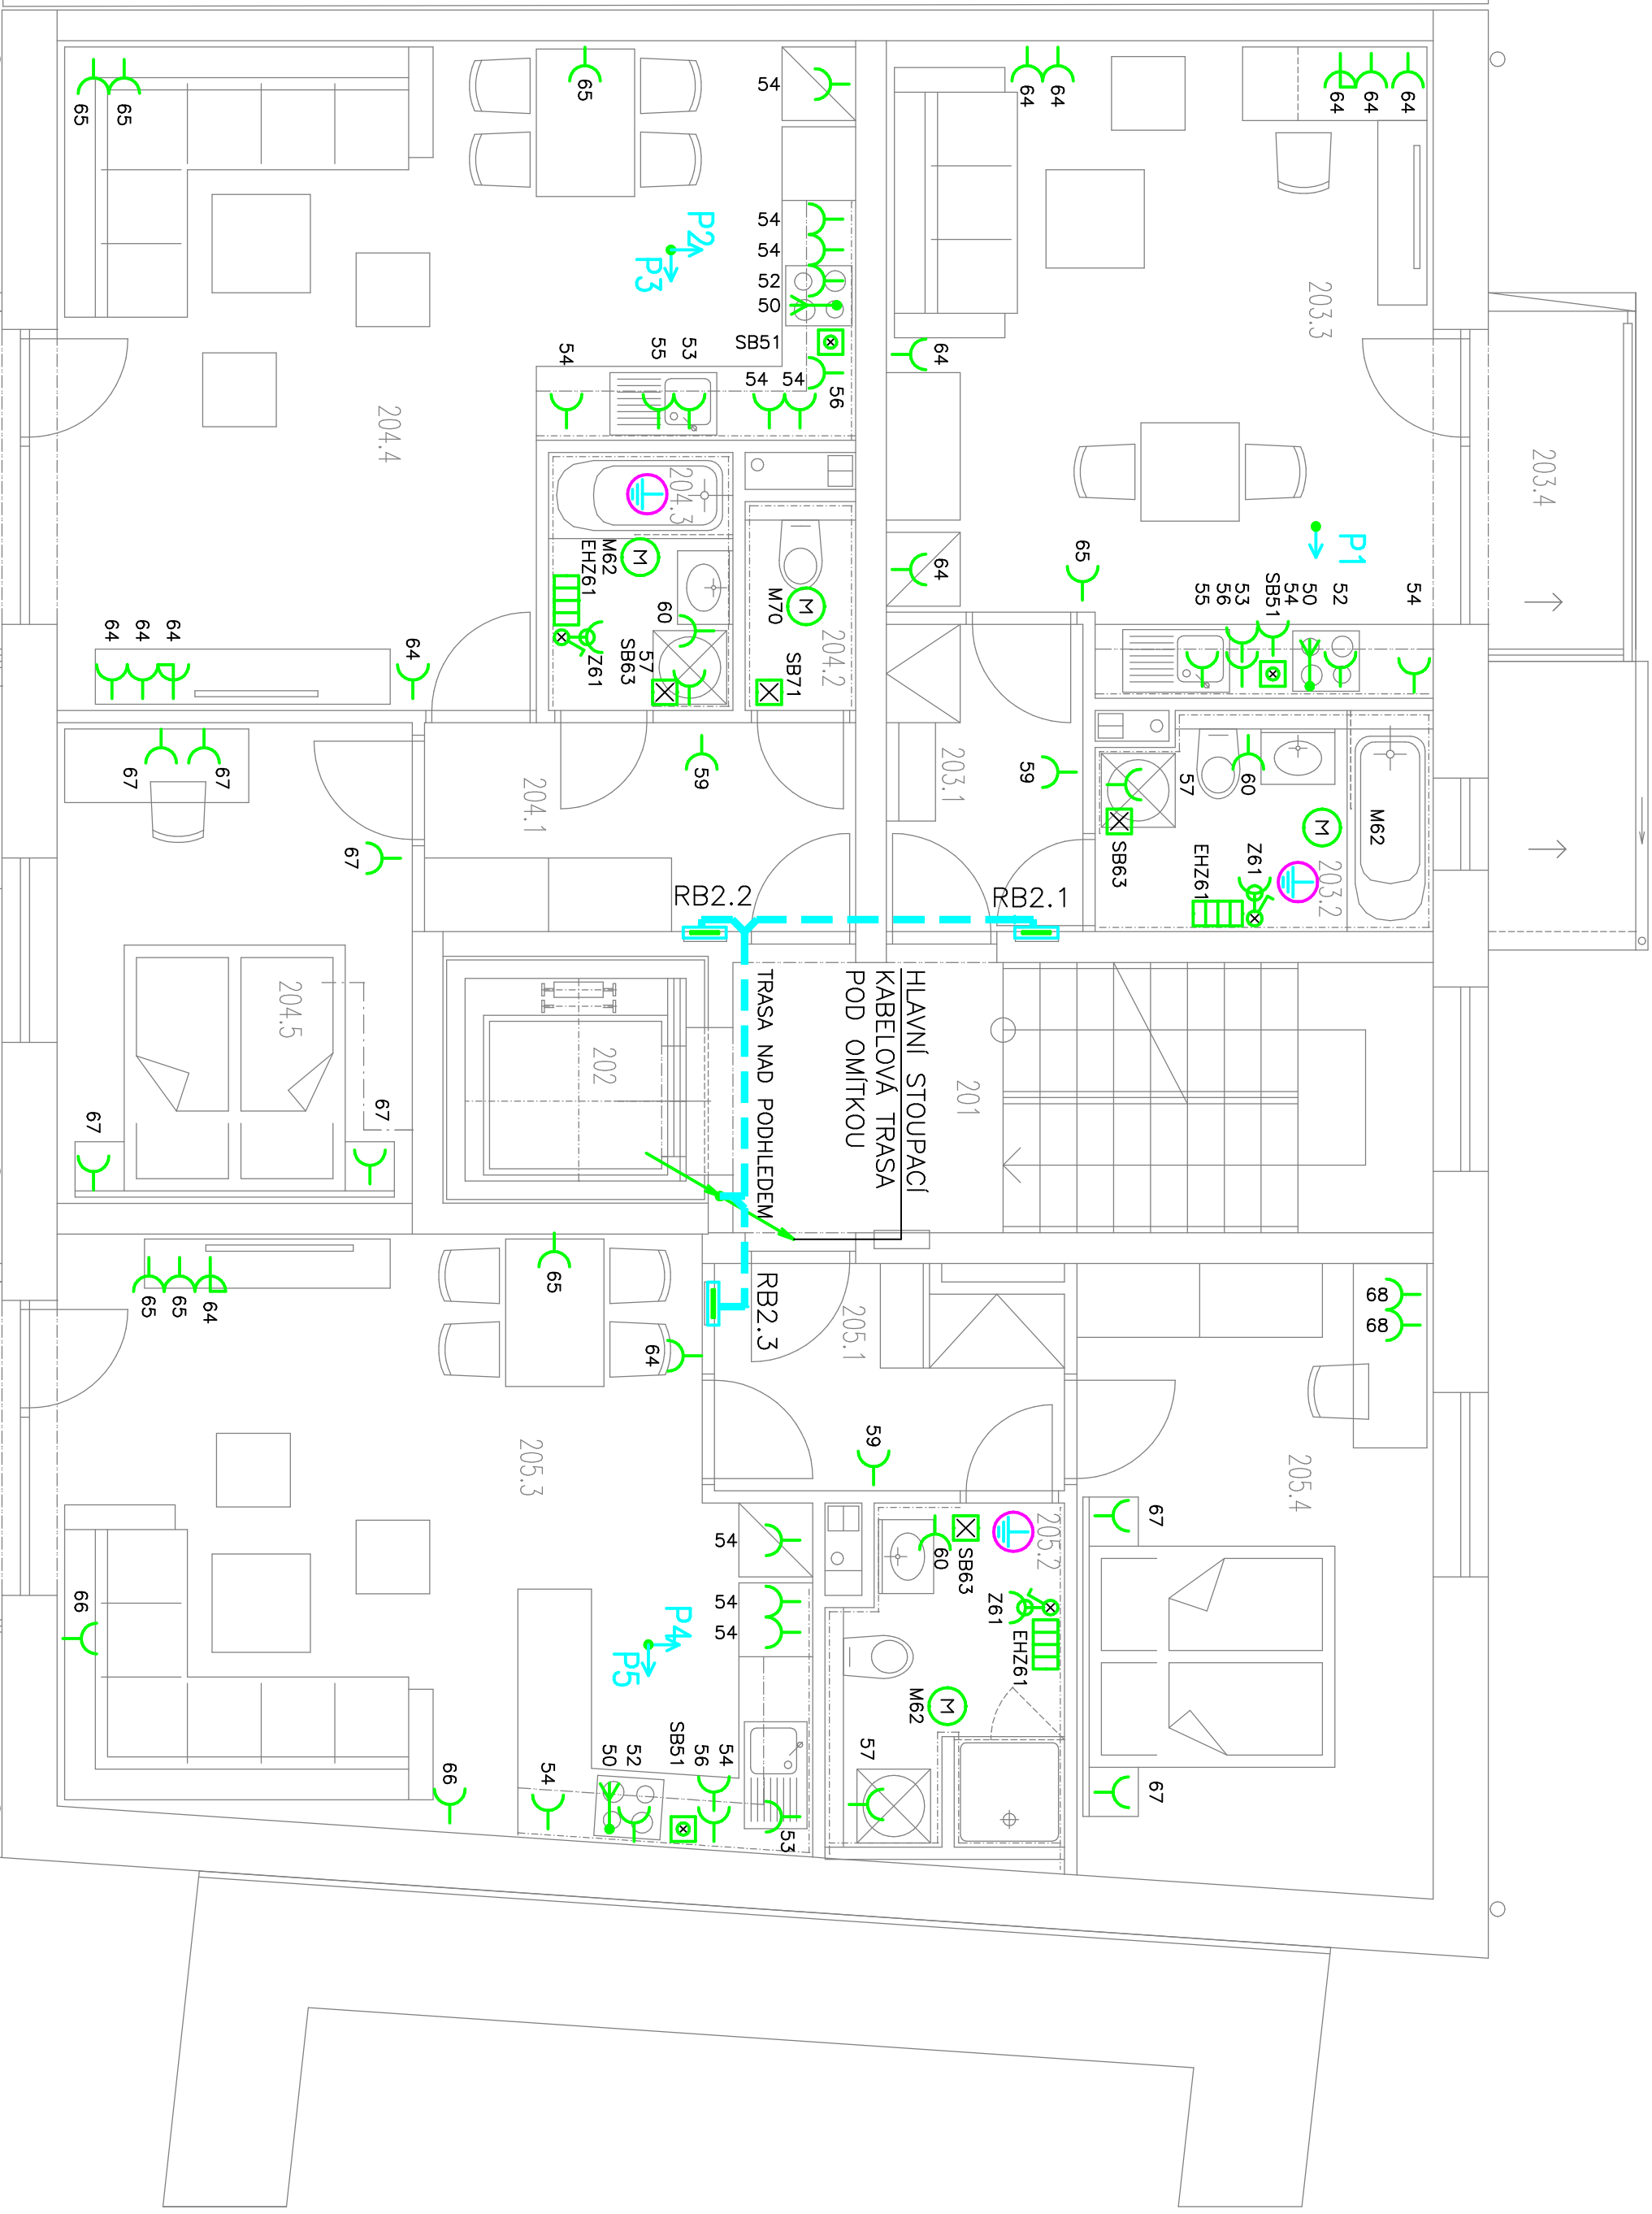 65
65
65
54
54
54
52
50
SB51
54
55
53
54
54
56
P2
P3
204.4
204.3
M62
EHZ61
60
Z61
57
SB63
M70
204.2
SB71
64
64
64
64
64
64
64
64
64
64
64
203.3
203.4
P1
65
55
56
53
SB51
54
50
52
54
59
203.1
57
60
M62
SB63
EHZ61
Z61
203.2
67
67
67
204.1
59
RB2.2
RB2.1
204.5
67
67
202
TRASA NAD PODHLEDEM
HLAVNÍ STOUPACÍ
KABELOVÁ TRASA
POD OMÍTKOU
201
65
65
64
65
64
RB2.3
205.1
59
68
68
205.4
205.3
67
67
66
66
54
54
54
P4
P5
60
SB63
205.2
Z61
EHZ61
M62
M
57
54
50
52
SB51
56
54
53
M
M
M